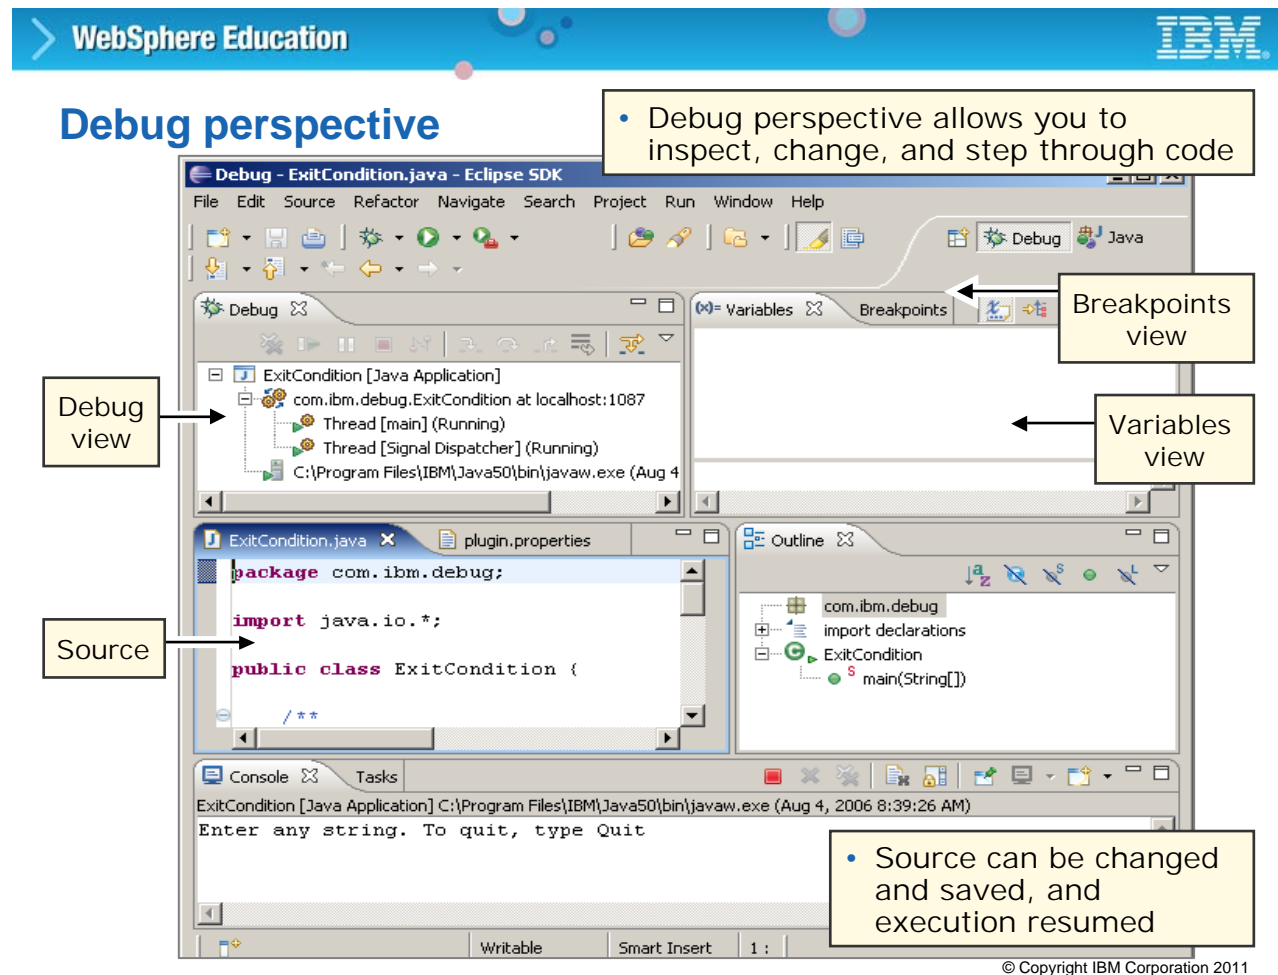 WebSphere Education
IBM
Debug perspective
• Debug perspective allows you to
inspect, change, and step through code
Debug - ExitCondition.java - Eclipse SDK
File Edit Source Refactor Navigate Search Project Run Window Help
Debug Java
Debug
(x)= Variables Breakpoints
Breakpoints
view
ExitCondition [Java Application]
com.ibm.debug.ExitCondition at localhost:1087
Thread [main] (Running)
Thread [Signal Dispatcher] (Running)
C:\Program Files\IBM\Java50\bin\javaw.exe (Aug 4
Debug
view
Variables
view
ExitCondition.java plugin.properties
Outline
package com.ibm.debug;
import java.io.*;
public class ExitCondition {
/**
Source
com.ibm.debug
import declarations
ExitCondition
main(String[])
Console Tasks
ExitCondition [Java Application] C:\Program Files\IBM\Java50\bin\javaw.exe (Aug 4, 2006 8:39:26 AM)
Enter any string. To quit, type Quit
• Source can be changed
and saved, and
execution resumed
Writable Smart Insert 1 :
© Copyright IBM Corporation 2011